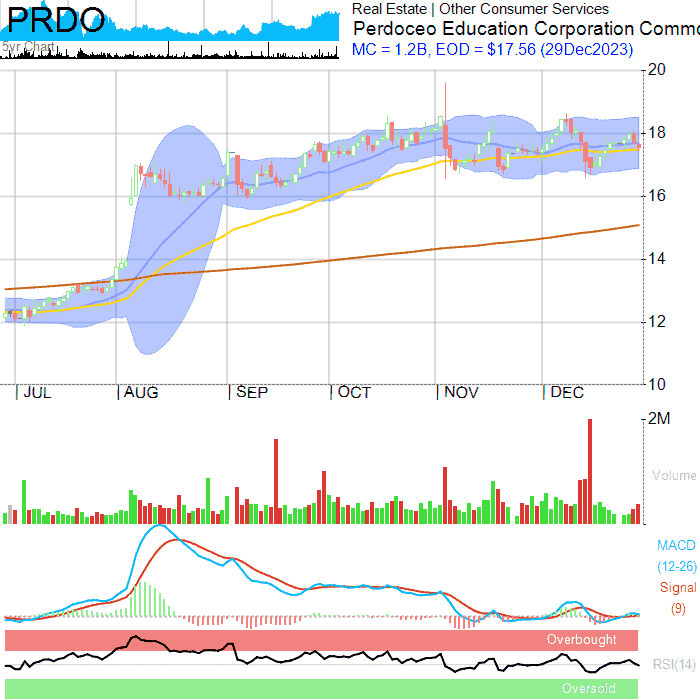 PRDO
5yr Chart
Real Estate | Other Consumer Services
Perdoceo Education Corporation Commo
MC = 1.2B, EOD = $17.56 (29Dec2023)
20
18
16
14
12
10
JUL AUG SEP OCT NOV DEC
2M
Volume
MACD
(12-26)
Signal
(9)
Overbought
RSI(14)
Oversold